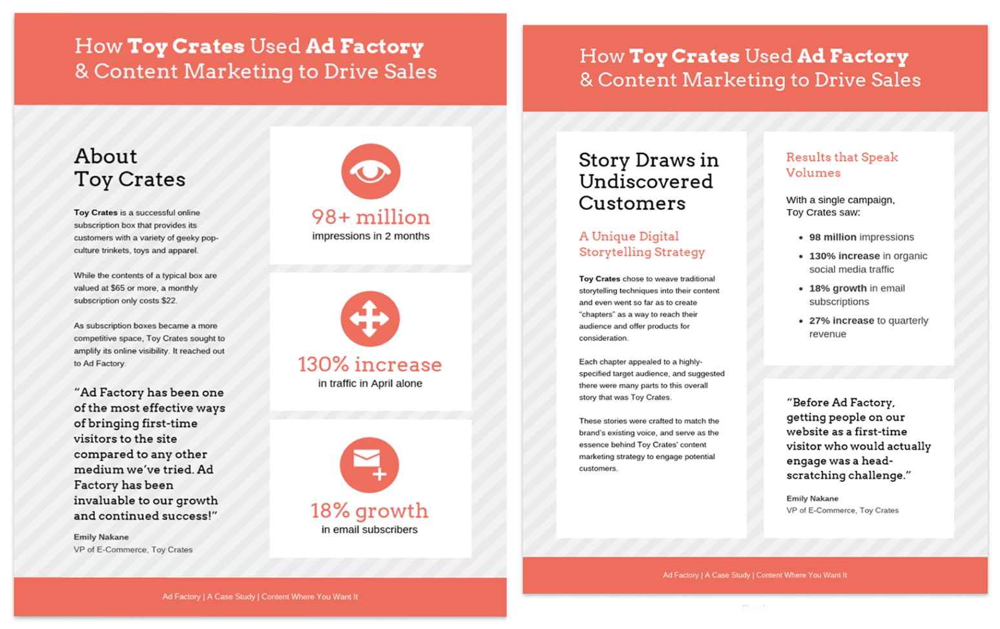 How Toy Crates Used Ad Factory
& Content Marketing to Drive Sales
About
Toy Crates
Toy Crates is a successful online
subscription box that provides its
customers with a variety of geeky pop-
culture trinkets, toys and apparel.
While the contents of a typical box are
valued at $65 or more, a monthly
subscription only costs $22.
As subscription boxes became a more
competitive space, Toy Crates sought to
amplify its online visibility. It reached out
to Ad Factory.
“Ad Factory has been one
of the most effective ways
of bringing first-time
visitors to the site
compared to any other
medium we’ve tried. Ad
Factory has been
invaluable to our growth
and continued success!”
Emily Nakane
VP of E-Commerce, Toy Crates
98+ million
impressions in 2 months
130% increase
in traffic in April alone
18% growth
in email subscribers
Ad Factory | A Case Study | Content Where You Want It
How Toy Crates Used Ad Factory
& Content Marketing to Drive Sales
Story Draws in
Undiscovered
Customers
A Unique Digital
Storytelling Strategy
Toy Crates chose to weave traditional
storytelling techniques into their content
and even went so far as to create
“chapters” as a way to reach their
audience and offer products for
consideration.
Each chapter appealed to a highly-
specified target audience, and suggested
there were many parts to this overall
story that was Toy Crates.
These stories were crafted to match the
brand’s existing voice, and serve as the
essence behind Toy Crates' content
marketing strategy to engage potential
customers.
Results that Speak
Volumes
With a single campaign,
Toy Crates saw:
• 98 million impressions
• 130% increase in organic
social media traffic
• 18% growth in email
subscriptions
• 27% increase to quarterly
revenue
“Before Ad Factory,
getting people on our
website as a first-time
visitor who would actually
engage was a head-
scratching challenge.”
Emily Nakane
VP of E-Commerce, Toy Crates
Ad Factory | A Case Study | Content Where You Want It